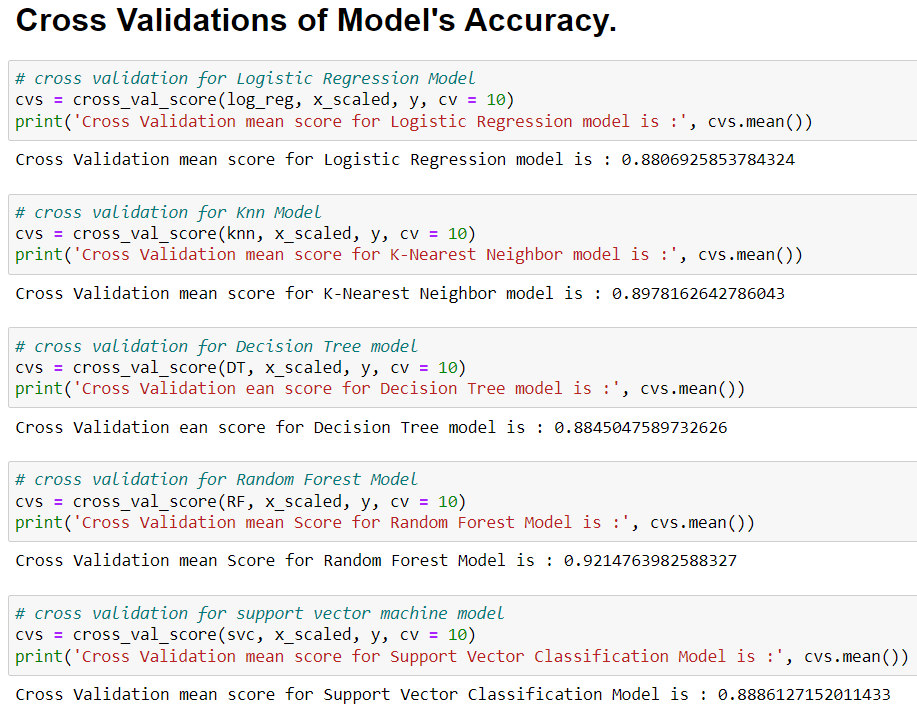 Cross Validations of Model's Accuracy.
# cross validation for Logistic Regression Model
cvs = cross_val_score(log_reg, x_scaled, y, cv = 10)
print('Cross Validation mean score for Logistic Regression model is :', cvs.mean())
Cross Validation mean score for Logistic Regression model is : 0.8806925853784324
# cross validation for Knn Model
cvs = cross_val_score(knn, x_scaled, y, cv = 10)
print('Cross Validation mean score for K-Nearest Neighbor model is :', cvs.mean())
Cross Validation mean score for K-Nearest Neighbor model is : 0.8978162642786043
# cross validation for Decision Tree model
cvs = cross_val_score(DT, x_scaled, y, cv = 10)
print('Cross Validation ean score for Decision Tree model is :', cvs.mean())
Cross Validation ean score for Decision Tree model is : 0.8845047589732626
# cross validation for Random Forest Model
cvs = cross_val_score(RF, x_scaled, y, cv = 10)
print('Cross Validation mean Score for Random Forest Model is :', cvs.mean())
Cross Validation mean Score for Random Forest Model is : 0.9214763982588327
# cross validation for support vector machine model
cvs = cross_val_score(svc, x_scaled, y, cv = 10)
print('Cross Validation mean score for Support Vector Classification Model is :', cvs.mean())
Cross Validation mean score for Support Vector Classification Model is : 0.8886127152011433